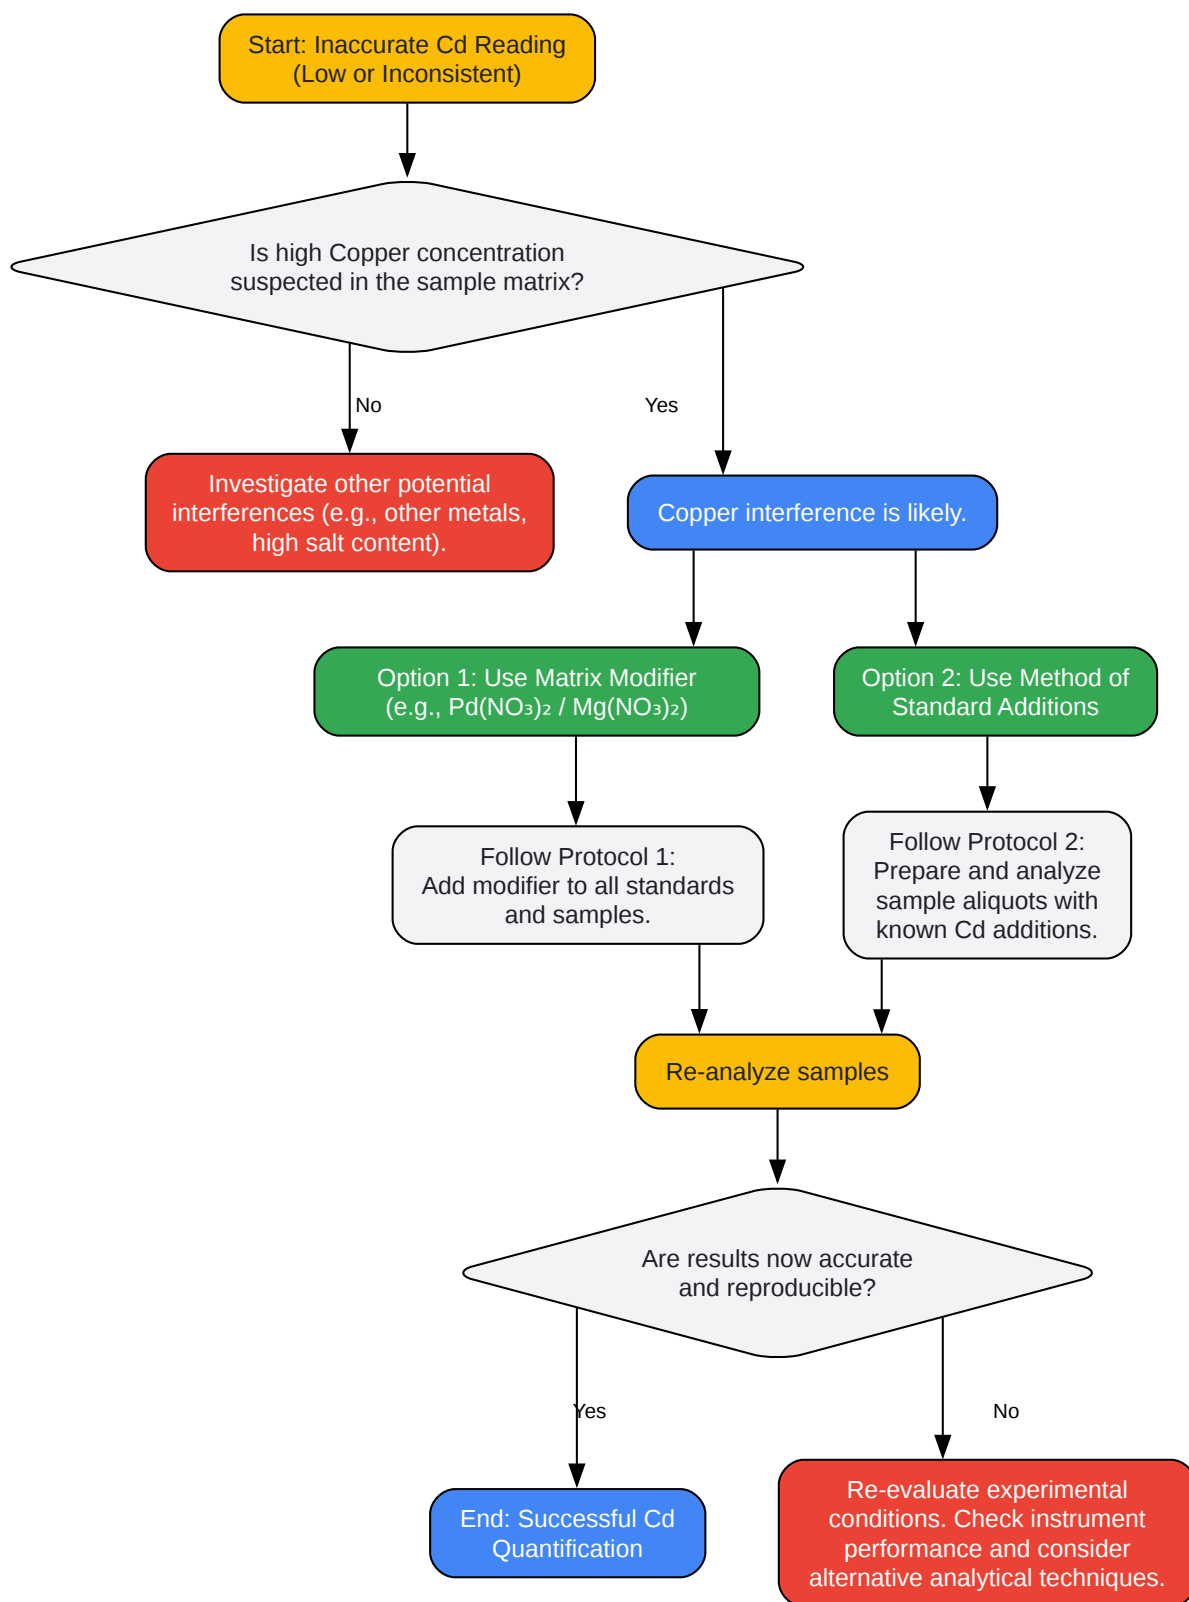 Start: Inaccurate Cd Reading
(Low or Inconsistent)
Is high Copper concentration
suspected in the sample matrix?
No
Yes
Investigate other potential
interferences (e.g., other metals,
high salt content).
Copper interference is likely.
Option 1: Use Matrix Modifier
(e.g., Pd(NO₃)₂ / Mg(NO₃)₂)
Option 2: Use Method of
Standard Additions
Follow Protocol 1:
Add modifier to all standards
and samples.
Follow Protocol 2:
Prepare and analyze
sample aliquots with
known Cd additions.
Re-analyze samples
Are results now accurate
and reproducible?
Yes
No
End: Successful Cd
Quantification
Re-evaluate experimental
conditions. Check instrument
performance and consider
alternative analytical techniques.